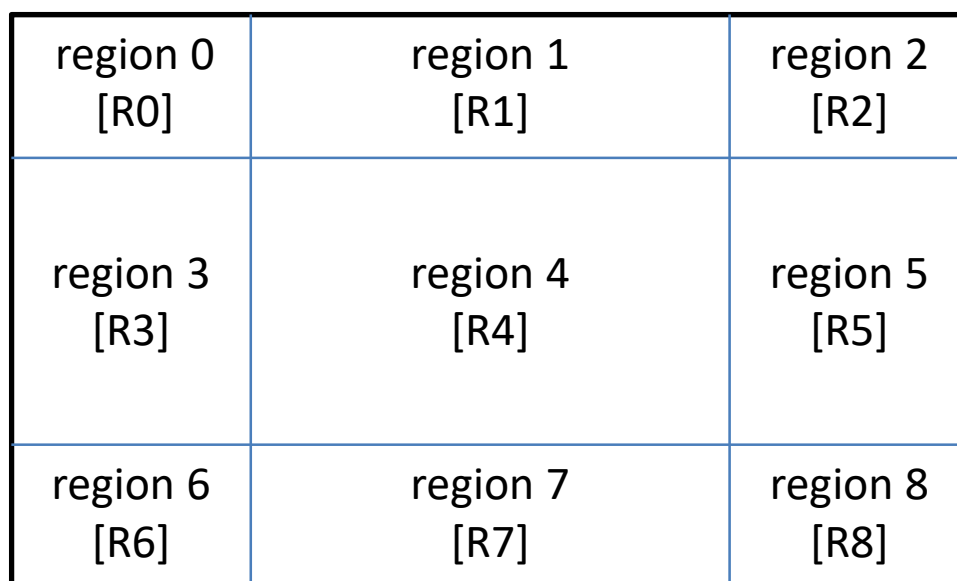 region 0
[R0]
region 1
[R1]
region 2
[R2]
region 3
[R3]
region 4
[R4]
region 5
[R5]
region 6
[R6]
region 7
[R7]
region 8
[R8]